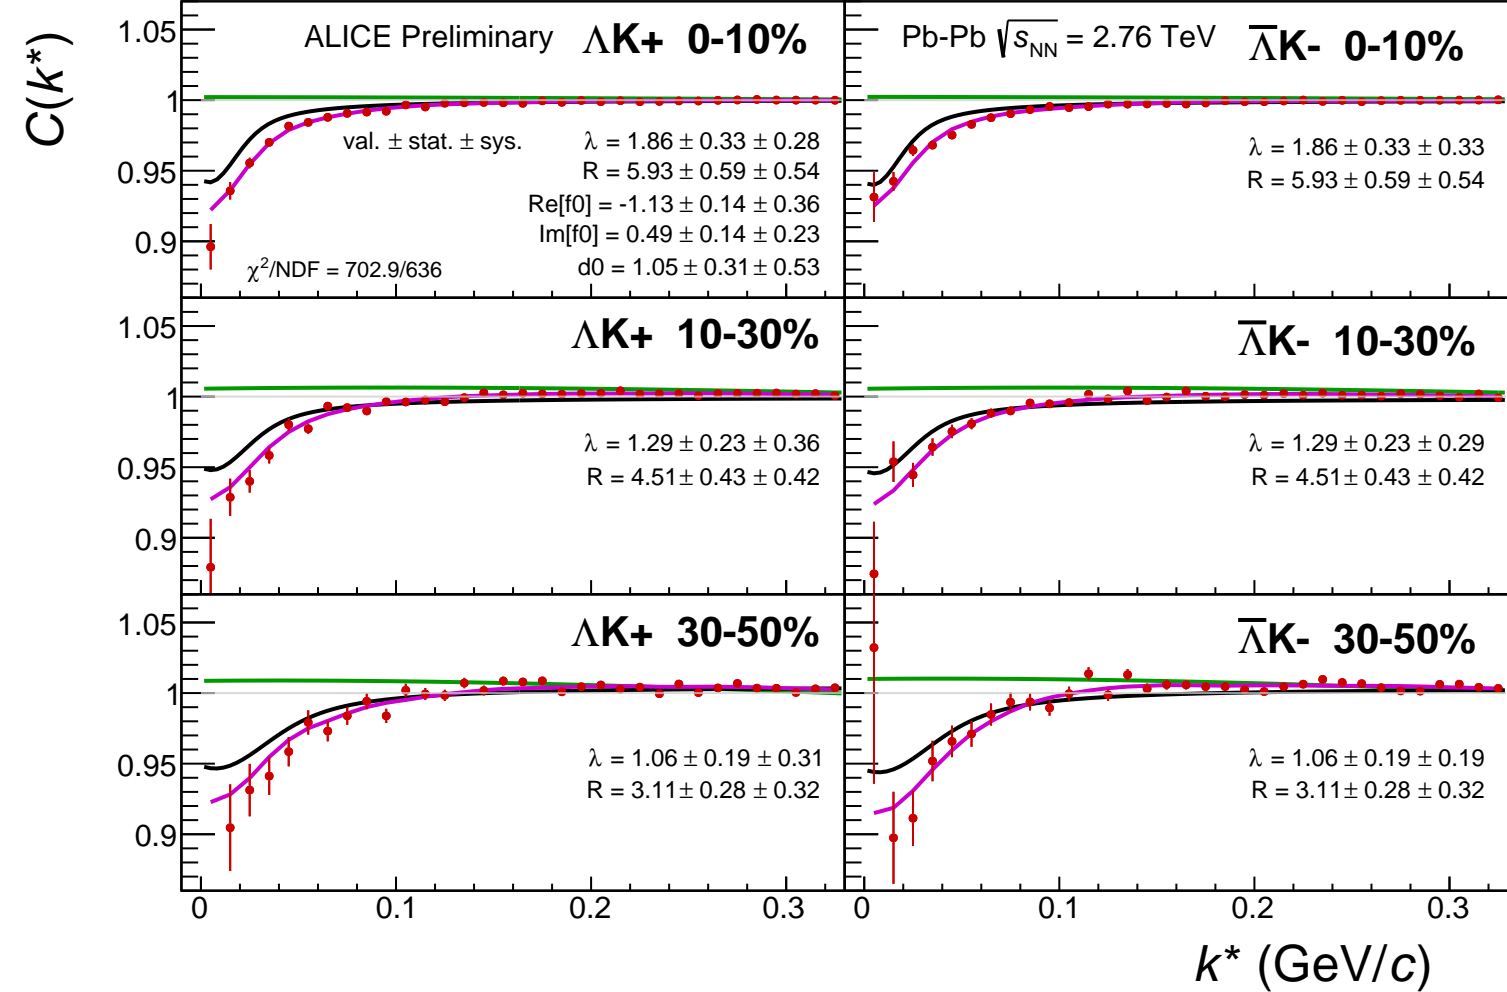 C(k*)
ALICE Preliminary ΛK+ 0-10%
val. ± stat. ± sys.
λ = 1.86 ± 0.33 ± 0.28
R = 5.93 ± 0.59 ± 0.54
Re[f0] = -1.13 ± 0.14 ± 0.36
Im[f0] = 0.49 ± 0.14 ± 0.23
d0 = 1.05 ± 0.31 ± 0.53
χ²/NDF = 702.9/636
1.05
1
0.95
0.9
Pb-Pb √s_NN = 2.76 TeV Λ̅K- 0-10%
λ = 1.86 ± 0.33 ± 0.33
R = 5.93 ± 0.59 ± 0.54
ΛK+ 10-30%
λ = 1.29 ± 0.23 ± 0.36
R = 4.51 ± 0.43 ± 0.42
1.05
1
0.95
0.9
Λ̅K- 10-30%
λ = 1.29 ± 0.23 ± 0.29
R = 4.51 ± 0.43 ± 0.42
ΛK+ 30-50%
λ = 1.06 ± 0.19 ± 0.31
R = 3.11 ± 0.28 ± 0.32
1.05
1
0.95
0.9
Λ̅K- 30-50%
λ = 1.06 ± 0.19 ± 0.19
R = 3.11 ± 0.28 ± 0.32
0 0.1 0.2 0.3
0 0.1 0.2 0.3
k* (GeV/c)